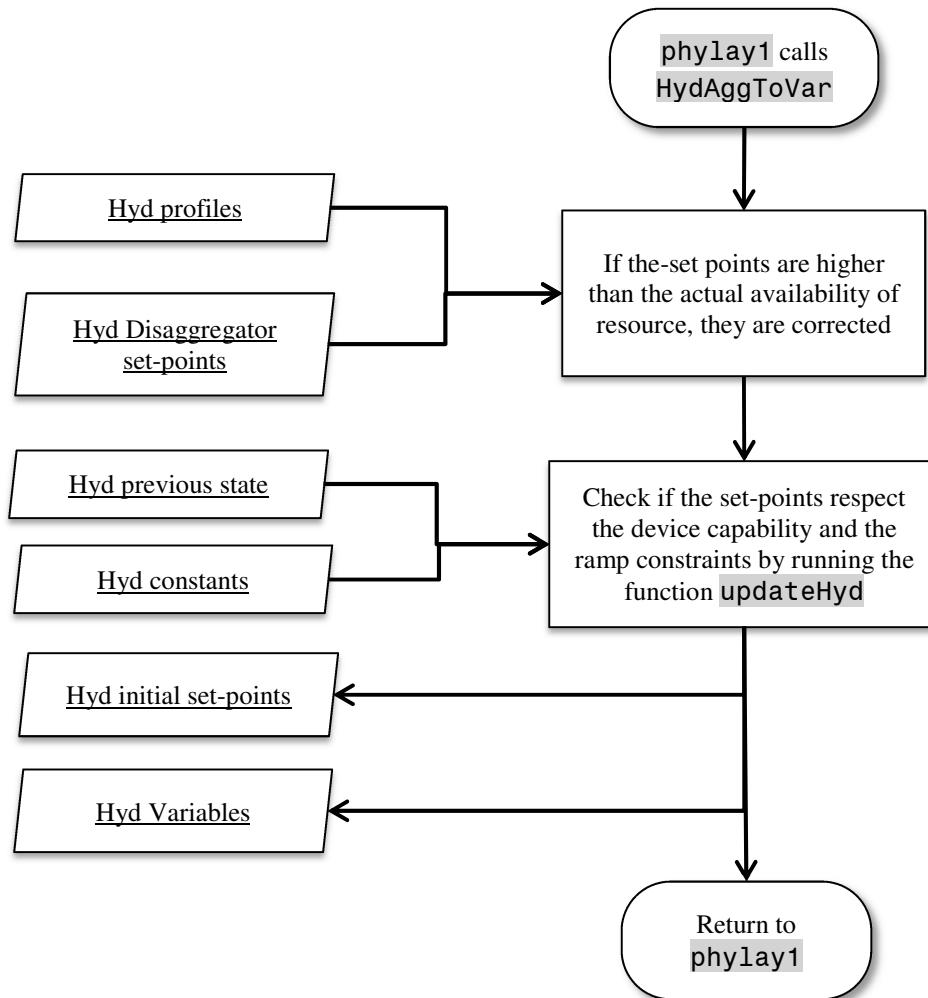 phylay1 calls
HydAggToVar
Hyd profiles
If the-set points are higher
than the actual availability of
resource, they are corrected
Hyd Disaggregator
set-points
Hyd previous state
Check if the set-points respect
the device capability and the
ramp constraints by running the
function updateHyd
Hyd constants
Hyd initial set-points
Hyd Variables
Return to
phylay1